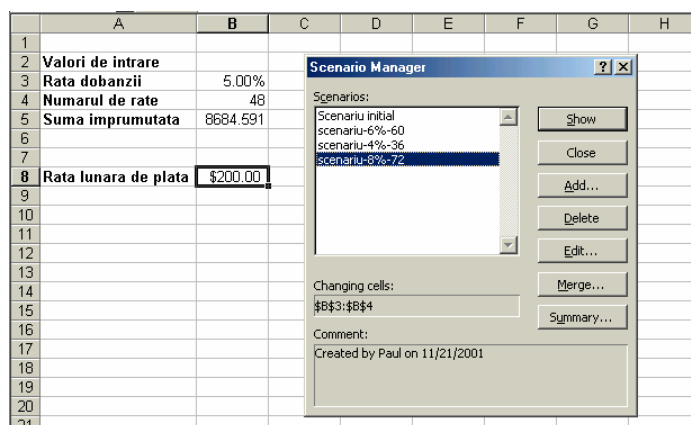 A B C D E F G H
1
2 Valori de intrare
3 Rata dobanzii 5.00%
4 Numarul de rate 48
5 Suma imprumutata 8684.591
6
7
8 Rata lunara de plata $200.00
9
10
11
12
13
14
15
16
17
18
19
20
21
Scenario Manager
Scenarios:
Scenariu initial
scenariu-6%-60
scenariu-4%-36
scenariu-8%-72
Show
Close
Add...
Delete
Edit...
Merge...
Summary...
Changing cells:
$B$3:$B$4
Comment:
Created by Paul on 11/21/2001